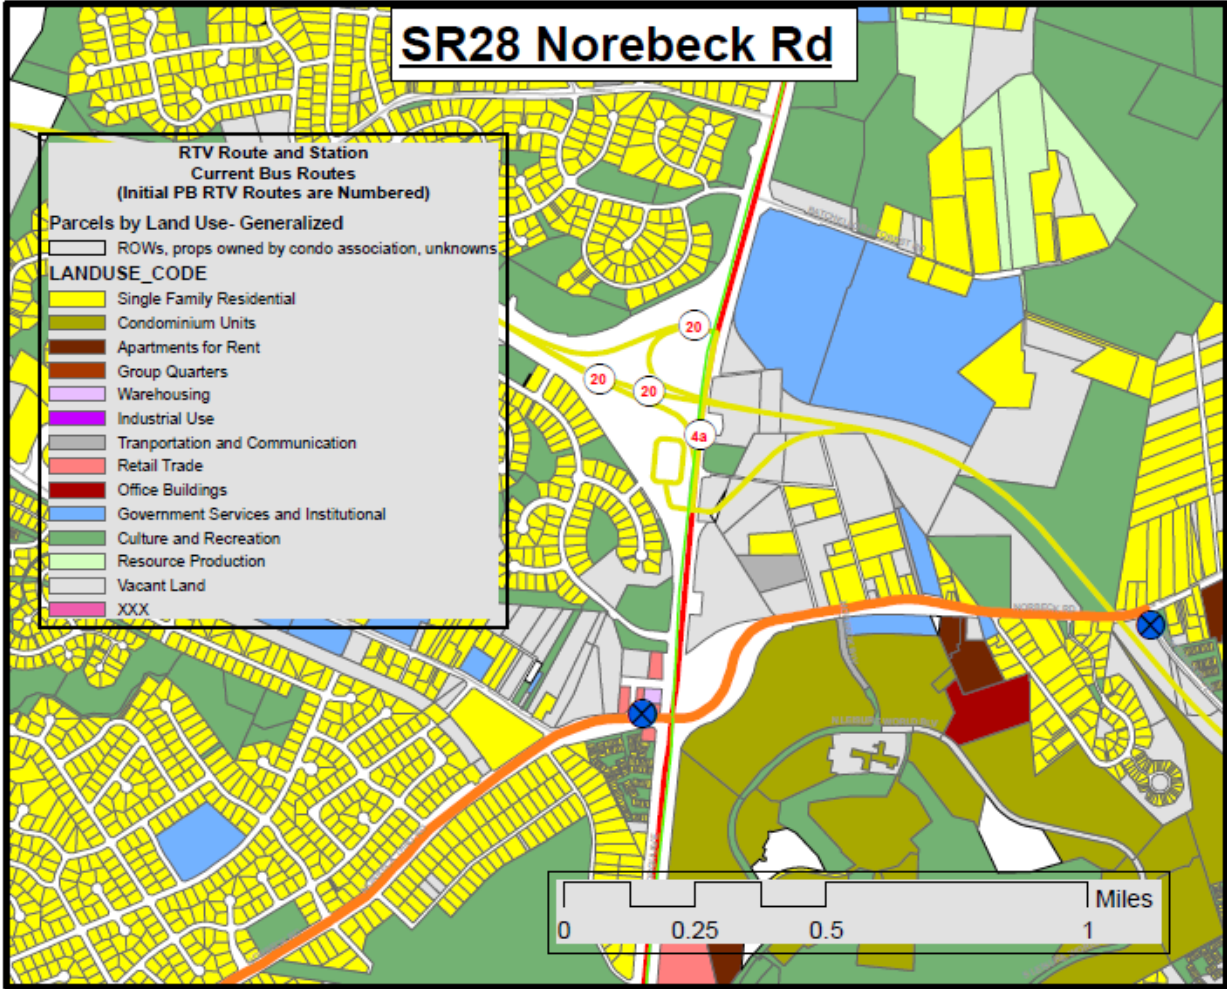 SR28 Norebeck Rd
RTV Route and Station
Current Bus Routes
(Initial PB RTV Routes are Numbered)
Parcels by Land Use- Generalized
ROWs, props owned by condo association, unknowns
LANDUSE_CODE
Single Family Residential
Condominium Units
Apartments for Rent
Group Quarters
Warehousing
Industrial Use
Tranportation and Communication
Retail Trade
Office Buildings
Government Services and Institutional
Culture and Recreation
Resource Production
Vacant Land
XXX
20
20
20
4a
NORBECK RD
Miles
0 0.25 0.5 1